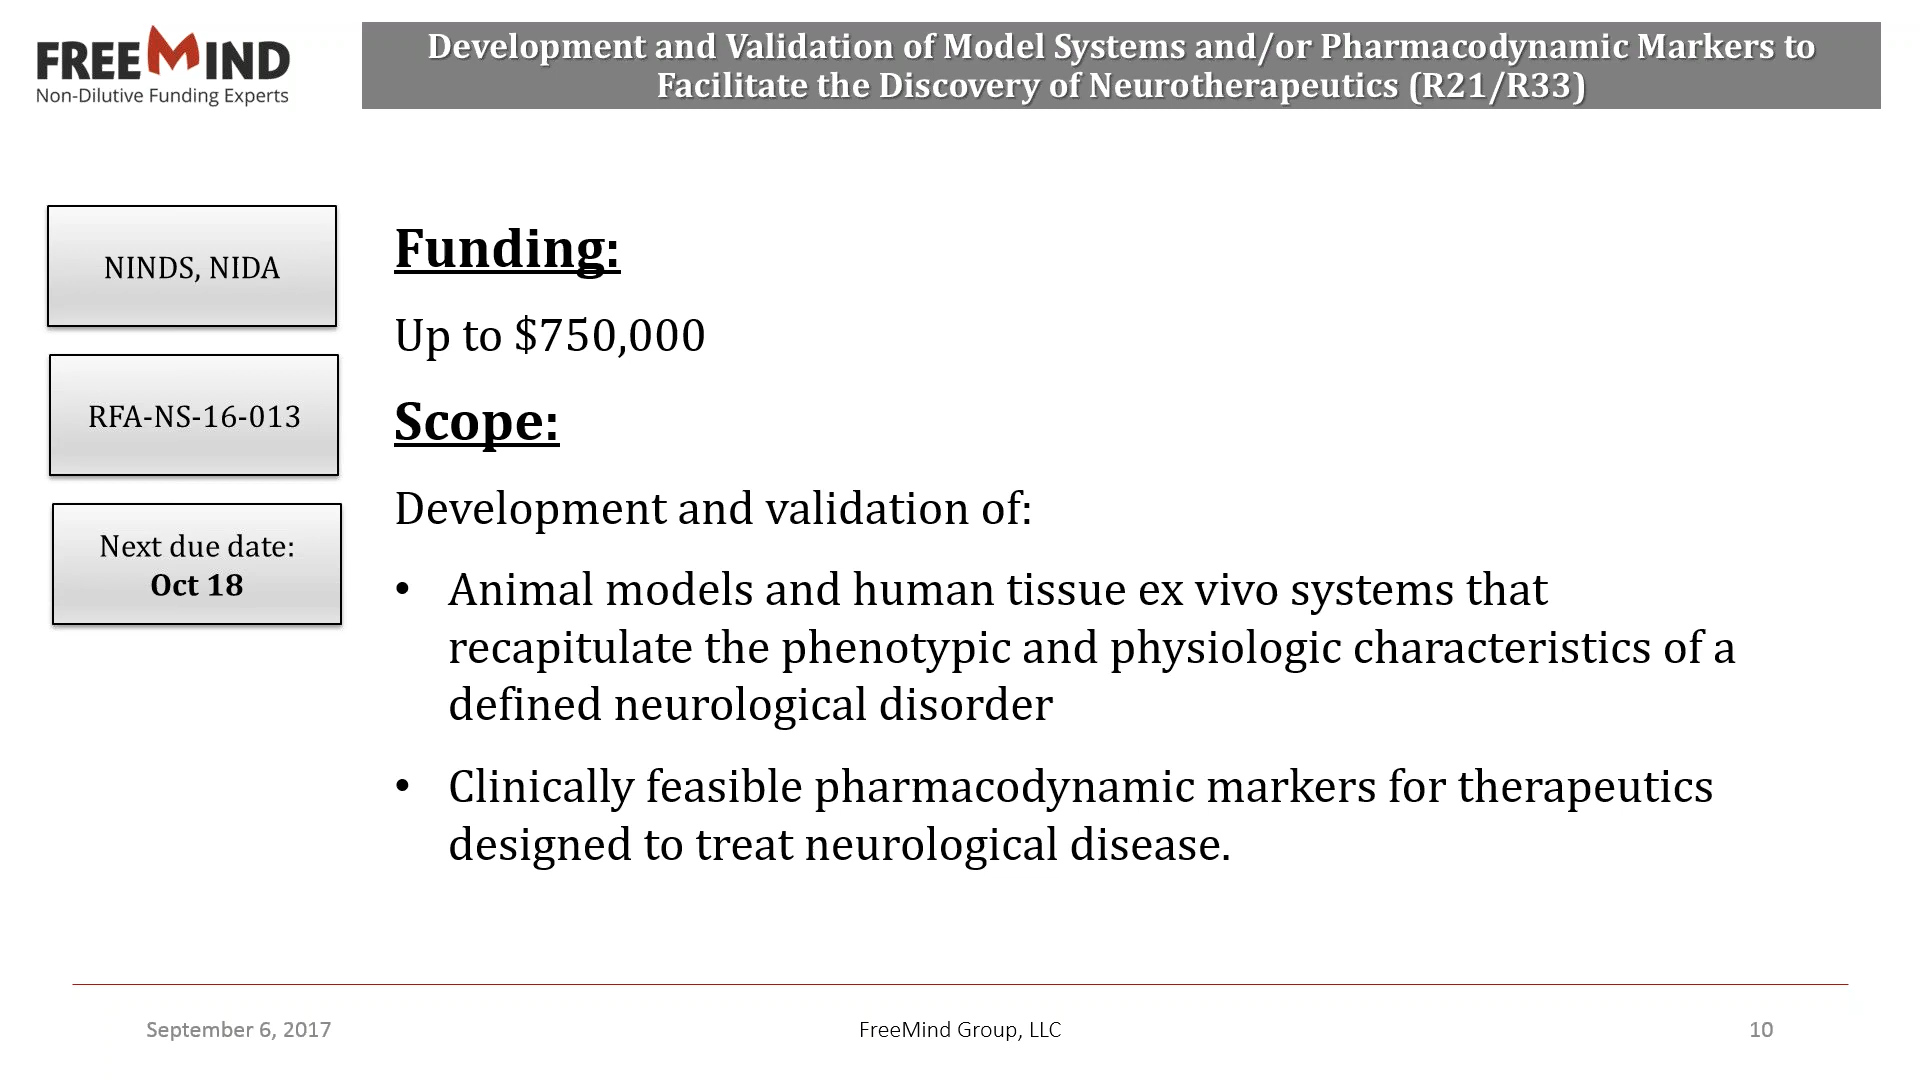 FREEMIND
Non-Dilutive Funding Experts
Development and Validation of Model Systems and/or Pharmacodynamic Markers to
Facilitate the Discovery of Neurotherapeutics (R21/R33)
NINDS, NIDA
RFA-NS-16-013
Next due date:
Oct 18
Funding:
Up to $750,000
Scope:
Development and validation of:
• Animal models and human tissue ex vivo systems that
recapitulate the phenotypic and physiologic characteristics of a
defined neurological disorder
• Clinically feasible pharmacodynamic markers for therapeutics
designed to treat neurological disease.
September 6, 2017
FreeMind Group, LLC
10